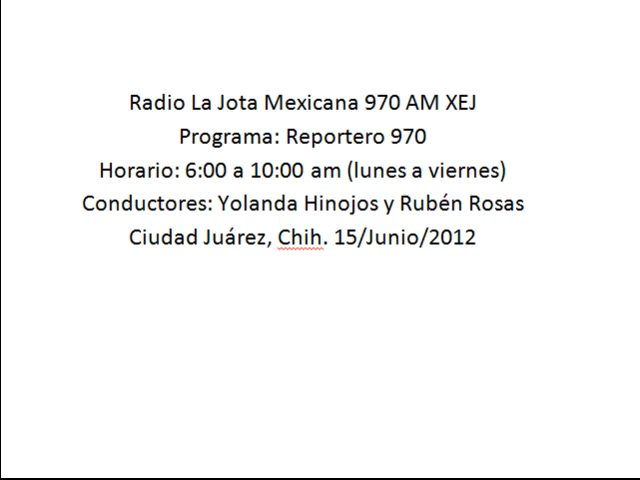 Radio La Jota Mexicana 970 AM XEJ
Programa: Reportero 970
Horario: 6:00 a 10:00 am (lunes a viernes)
Conductores: Yolanda Hinojos y Rubén Rosas
Ciudad Juárez, Chih. 15/Junio/2012